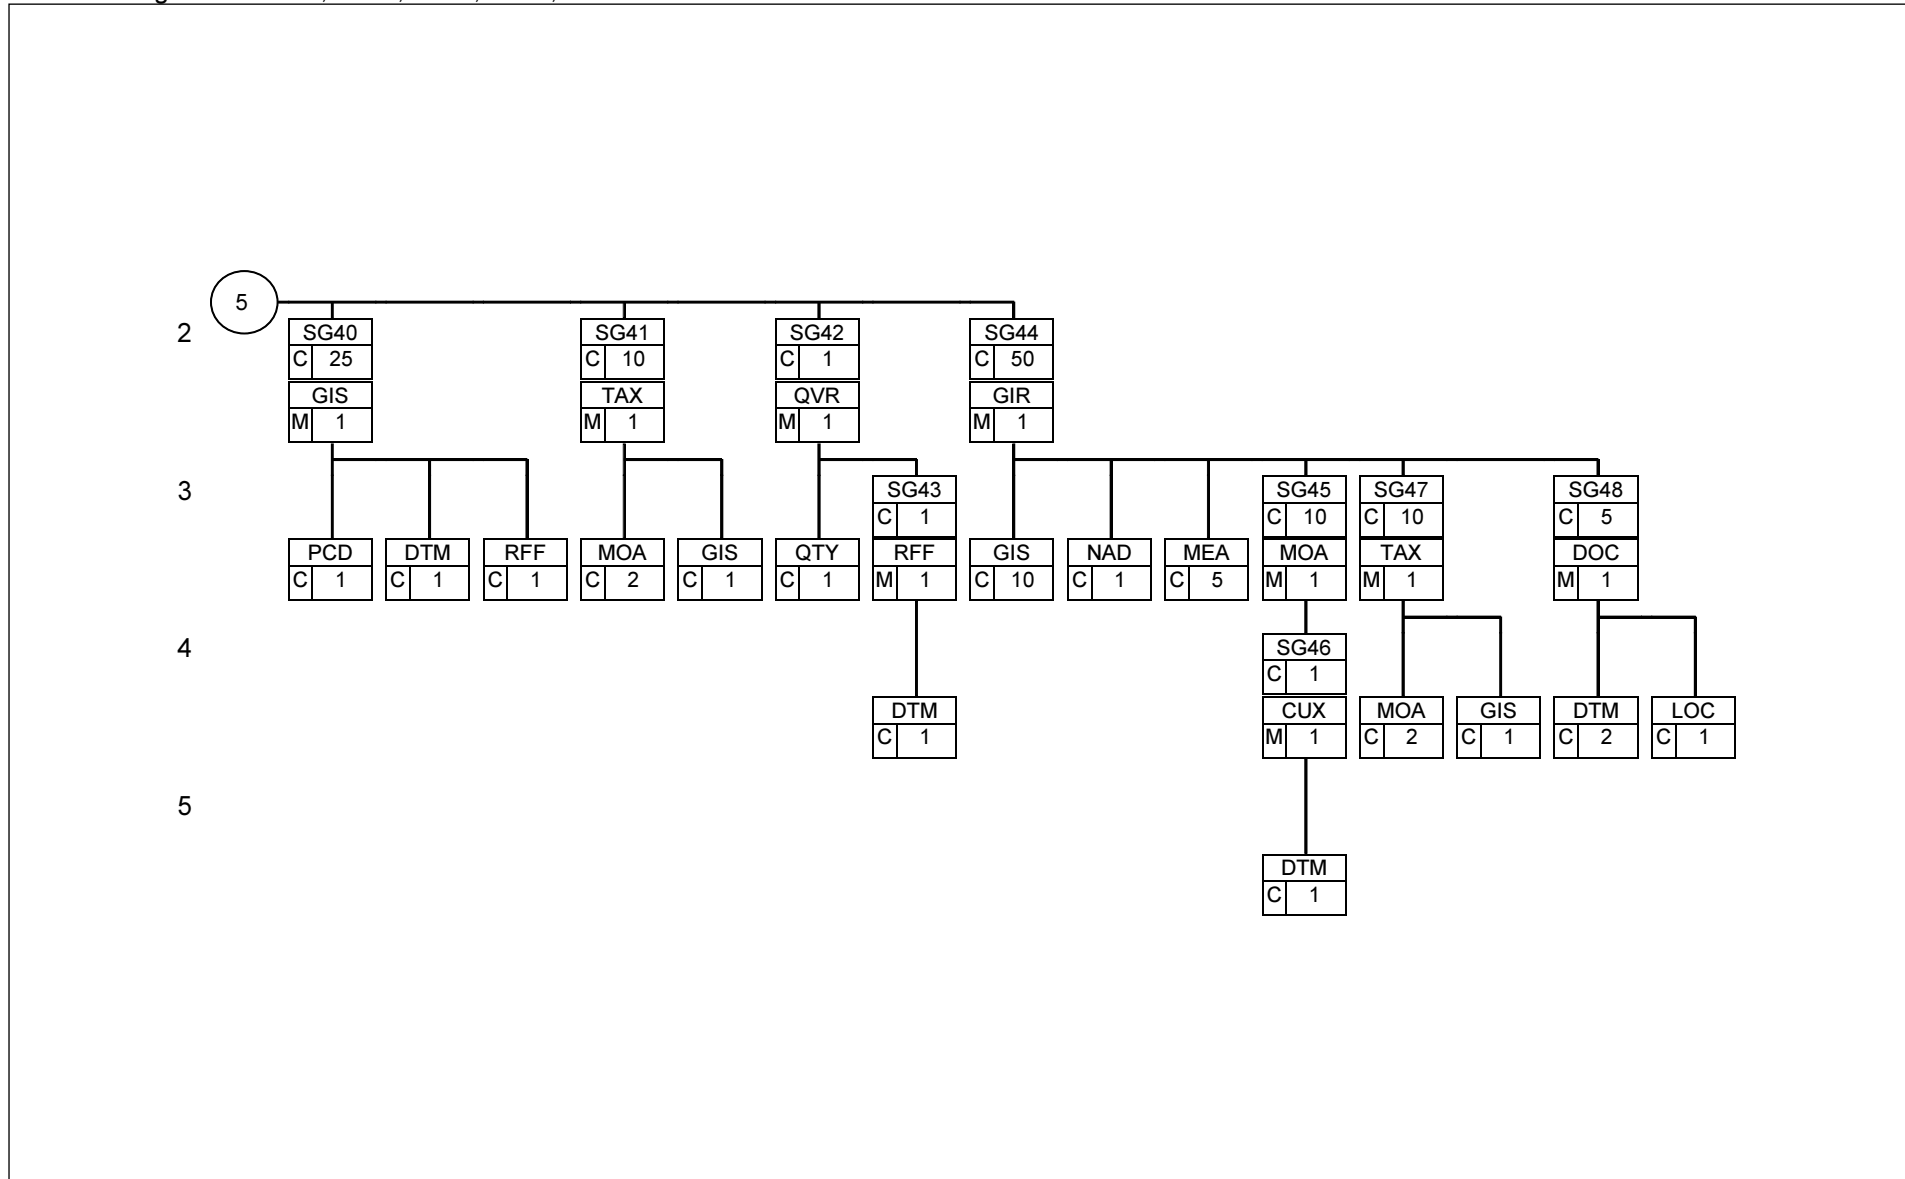 5
2
SG40 SG41 SG42 SG44
C 25 C 10 C 1 C 50
GIS TAX QVR GIR
M 1 M 1 M 1 M 1
3
SG43 SG45 SG47 SG48
C 1 C 10 C 10 C 5
PCD DTM RFF MOA GIS QTY RFF GIS NAD MEA MOA TAX DOC
C 1 C 1 C 1 C 2 C 1 C 1 M 1 C 10 C 1 C 5 M 1 M 1 M 1
4
SG46
C 1
DTM CUX MOA GIS DTM LOC
C 1 M 1 C 2 C 1 C 2 C 1
5
DTM
C 1